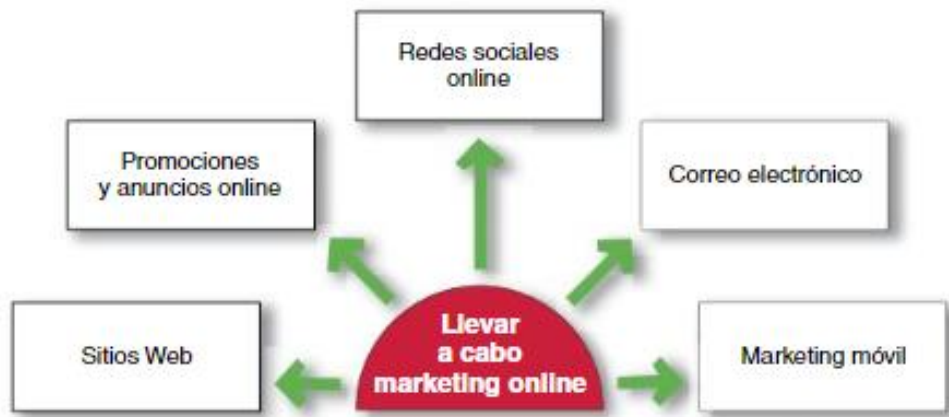 Redes sociales
online
Promociones
y anuncios online
Correo electrónico
Sitios Web
Llevar
a cabo
marketing online
Marketing móvil